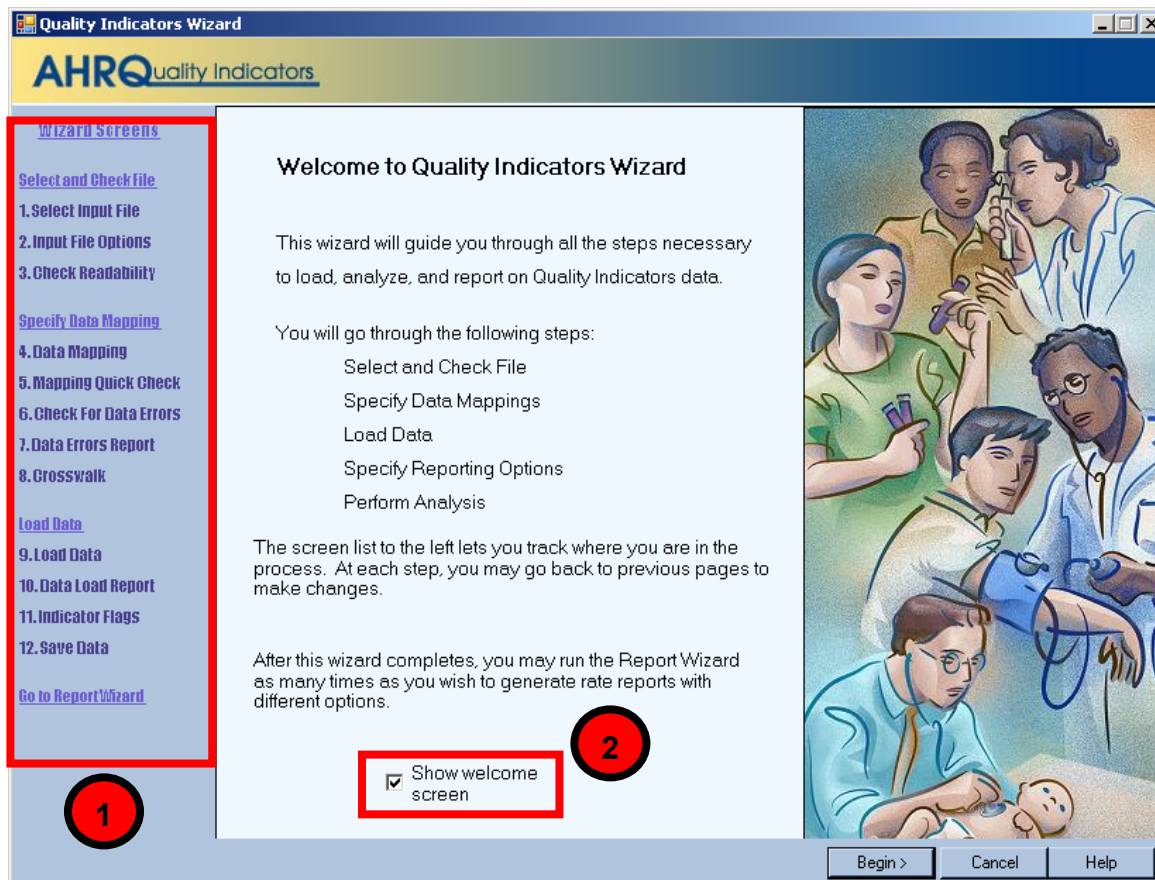 Quality Indicators Wizard
AHRQuality Indicators
Wizard Screens
Select and Check File
1. Select Input File
2. Input File Options
3. Check Readability
Specify Data Mapping
4. Data Mapping
5. Mapping Quick Check
6. Check For Data Errors
7. Data Errors Report
8. Crosswalk
Load Data
9. Load Data
10. Data Load Report
11. Indicator Flags
12. Save Data
Go to Report Wizard
1
Welcome to Quality Indicators Wizard
This wizard will guide you through all the steps necessary
to load, analyze, and report on Quality Indicators data.
You will go through the following steps:
Select and Check File
Specify Data Mappings
Load Data
Specify Reporting Options
Perform Analysis
The screen list to the left lets you track where you are in the
process. At each step, you may go back to previous pages to
make changes.
After this wizard completes, you may run the Report Wizard
as many times as you wish to generate rate reports with
different options.
2
Show welcome
screen
Begin >
Cancel
Help